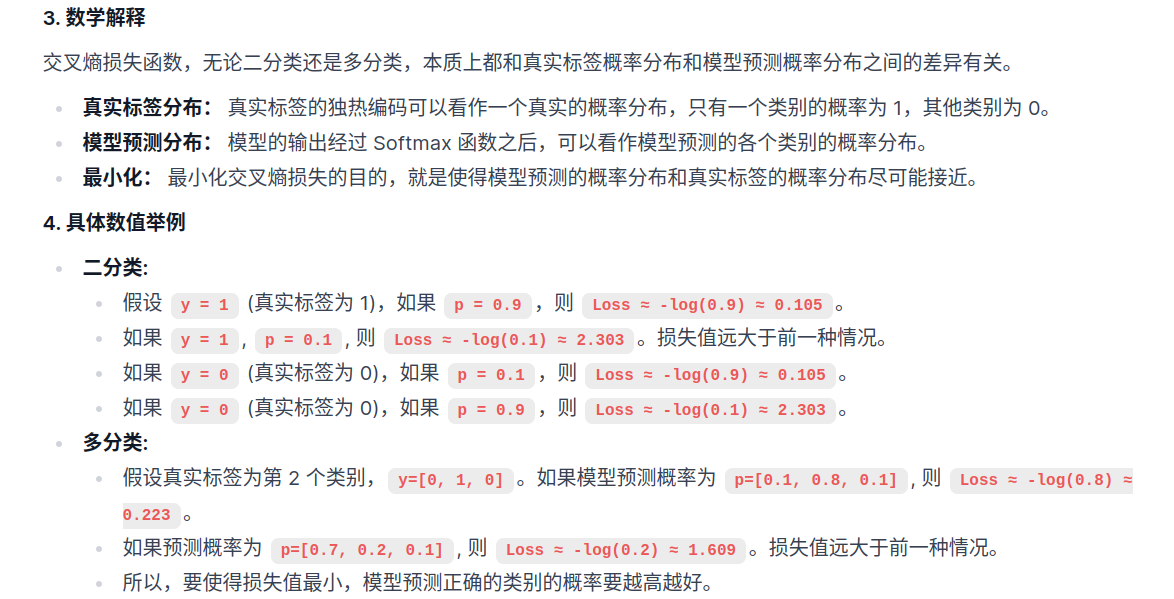 3. 数学解释
交叉熵损失函数，无论二分类还是多分类，本质上都和真实标签概率分布和模型预测概率分布之间的差异有关。
真实标签分布： 真实标签的独热编码可以看作一个真实的概率分布，只有一个类别的概率为 1，其他类别为 0。
模型预测分布： 模型的输出经过 Softmax 函数之后，可以看作模型预测的各个类别的概率分布。
最小化： 最小化交叉熵损失的目的，就是使得模型预测的概率分布和真实标签的概率分布尽可能接近。
4. 具体数值举例
二分类:
假设 y = 1 (真实标签为 1)，如果 p = 0.9 ，则 Loss ≈ -log(0.9) ≈ 0.105 。
如果 y = 1 , p = 0.1 , 则 Loss ≈ -log(0.1) ≈ 2.303 。损失值远大于前一种情况。
如果 y = 0 (真实标签为 0)，如果 p = 0.1 ，则 Loss ≈ -log(0.9) ≈ 0.105 。
如果 y = 0 (真实标签为 0)，如果 p = 0.9 ，则 Loss ≈ -log(0.1) ≈ 2.303 。
多分类:
假设真实标签为第 2 个类别， y=[0, 1, 0] 。如果模型预测概率为 p=[0.1, 0.8, 0.1] , 则 Loss ≈ -log(0.8) ≈
0.223 。
如果预测概率为 p=[0.7, 0.2, 0.1] , 则 Loss ≈ -log(0.2) ≈ 1.609 。损失值远大于前一种情况。
所以，要使得损失值最小，模型预测正确的类别的概率要越高越好。